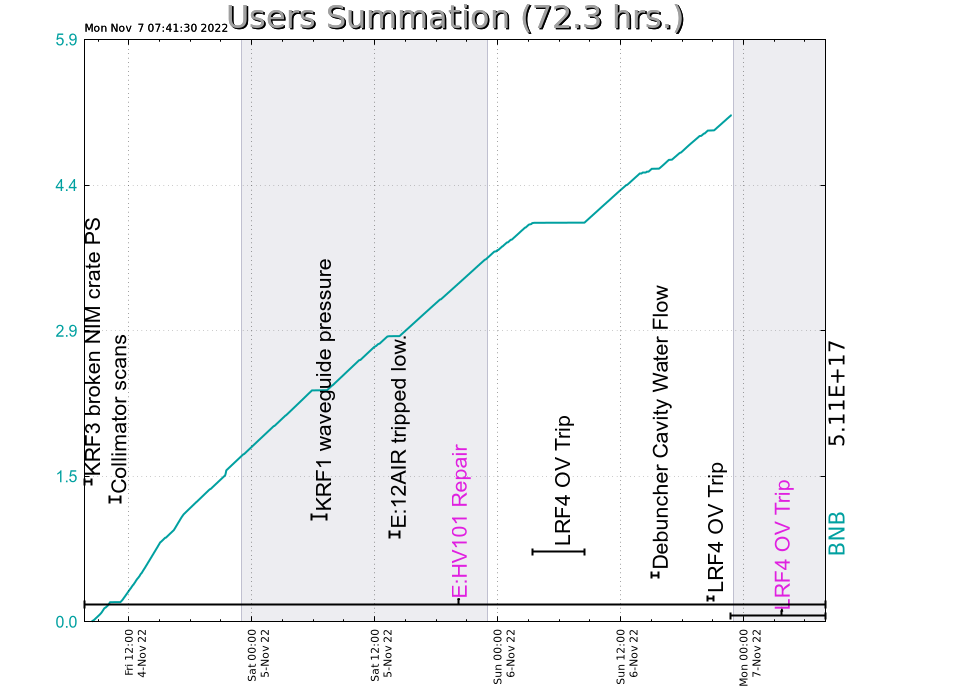 Users Summation (72.3 hrs.)
Mon Nov 7 07:41:30 2022
5.9
4.4
2.9
1.5
0.0
KRF3 broken NIM crate PS
Collimator scans
KRF1 waveguide pressure
E:12AIR tripped low.
E:HV101 Repair
LRF4 OV Trip
Debuncher Cavity Water Flow
LRF4 OV Trip
LRF4 OV Trip
BNB
5.11E+17
Fri 12:00
4-Nov 22
Sat 00:00
5-Nov 22
Sat 12:00
5-Nov 22
Sun 00:00
6-Nov 22
Sun 12:00
6-Nov 22
Mon 00:00
7-Nov 22